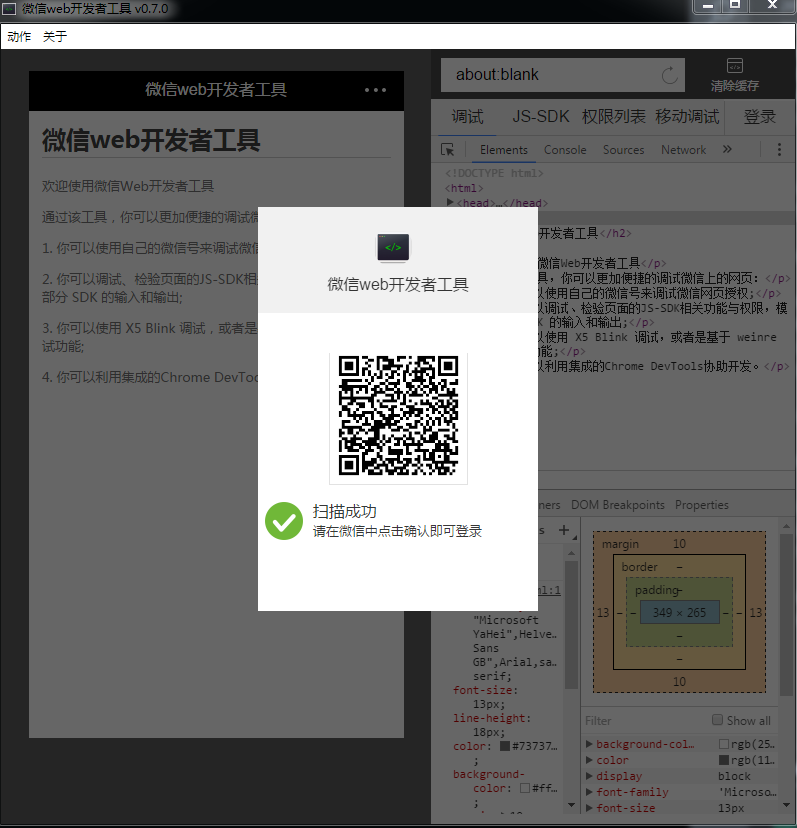 微信web开发者工具 v0.7.0
动作 关于
微信web开发者工具
微信web开发者工具
欢迎使用微信Web开发者工具
通过该工具，你可以更加便捷的调试微
1. 你可以使用自己的微信号来调试微信
2. 你可以调试、检验页面的JS-SDK相
部分 SDK 的输入和输出;
3. 你可以使用 X5 Blink 调试，或者是
试功能;
4. 你可以利用集成的Chrome DevToo
about:blank
清除缓存
调试 JS-SDK 权限列表 移动调试 登录
Elements Console Sources Network »
<!DOCTYPE html>
<html>
<head>…</head>
开发者工具</h2>
微信Web开发者工具</p>
具，你可以更加便捷的调试微信上的网页：</p>
以使用自己的微信号来调试微信网页授权;</p>
以调试、检验页面的JS-SDK相关功能与权限，模
K 的输入和输出;</p>
以使用 X5 Blink 调试，或者是基于 weinre
功能;</p>
以利用集成的Chrome DevTools协助开发。</p>
微信web开发者工具
扫描成功
请在微信中点击确认即可登录
ners DOM Breakpoints Properties
s +
ml:1
"Microsoft
YaHei",Helve…
Sans
GB",Arial,sa…
serif;
font-size:
13px;
line-height:
18px;
color: #73737…
;
background-
color: #ff…
;
margin 10
border –
padding –
13 – – 349 × 265 – – 13
–
–
10
Filter Show all
background-col… rgb(25…
color rgb(11…
display block
font-family 'Microso…
font-size 13px